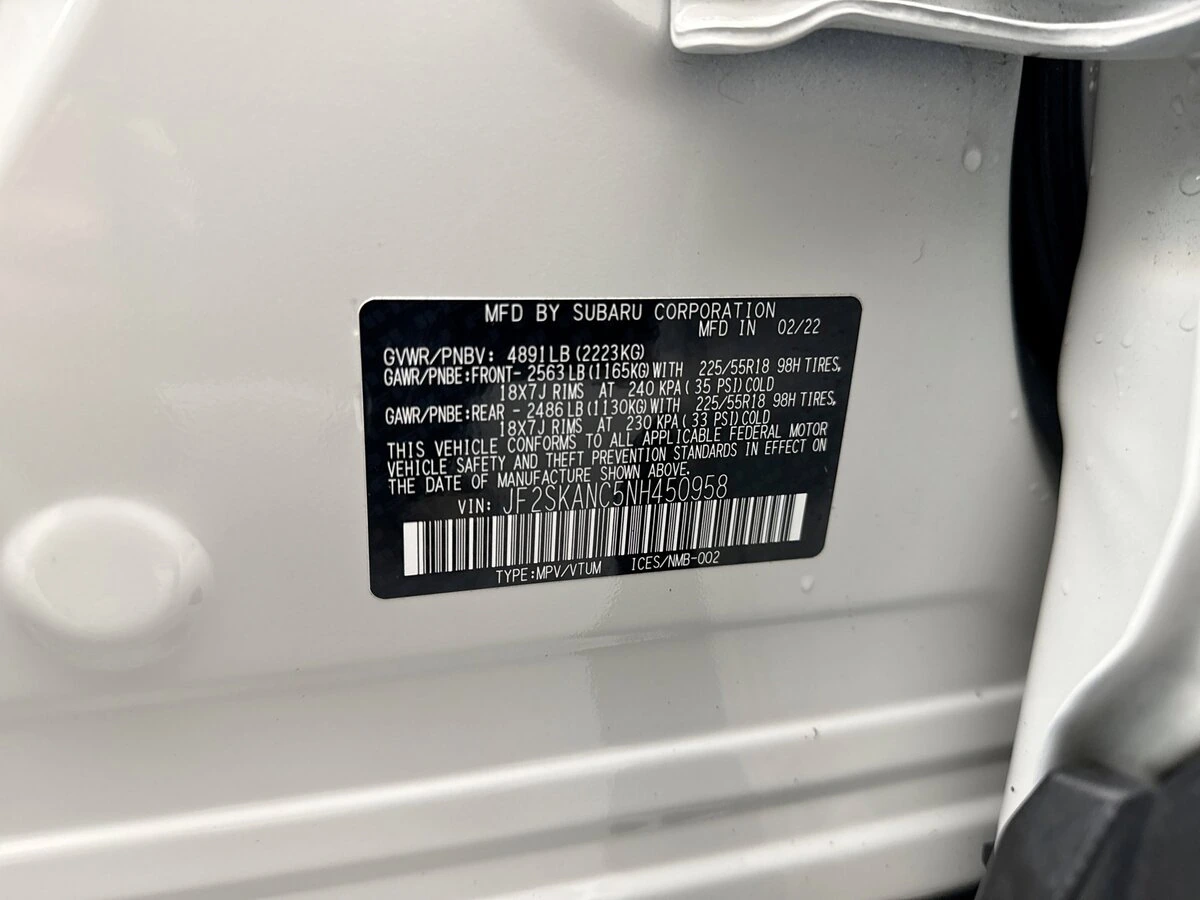 MFD BY SUBARU CORPORATION
MFD IN 02/22
GVWR/PNBV: 4891LB (2223KG)
GAWR/PNBE:FRONT- 2563LB (1165KG) WITH 225/55R18 98H TIRES,
18X7J RIMS AT 240 KPA ( 35 PSI) COLD
GAWR/PNBE:REAR - 2486LB (1130KG) WITH 225/55R18 98H TIRES,
18X7J RIMS AT 230 KPA ( 33 PSI) COLD
THIS VEHICLE CONFORMS TO ALL APPLICABLE FEDERAL MOTOR
VEHICLE SAFETY AND THEFT PREVENTION STANDARDS IN EFFECT ON
THE DATE OF MANUFACTURE SHOWN ABOVE.
VIN: JF2SKANC5NH450958
TYPE:MPV/VTUM ICES/NMB-002